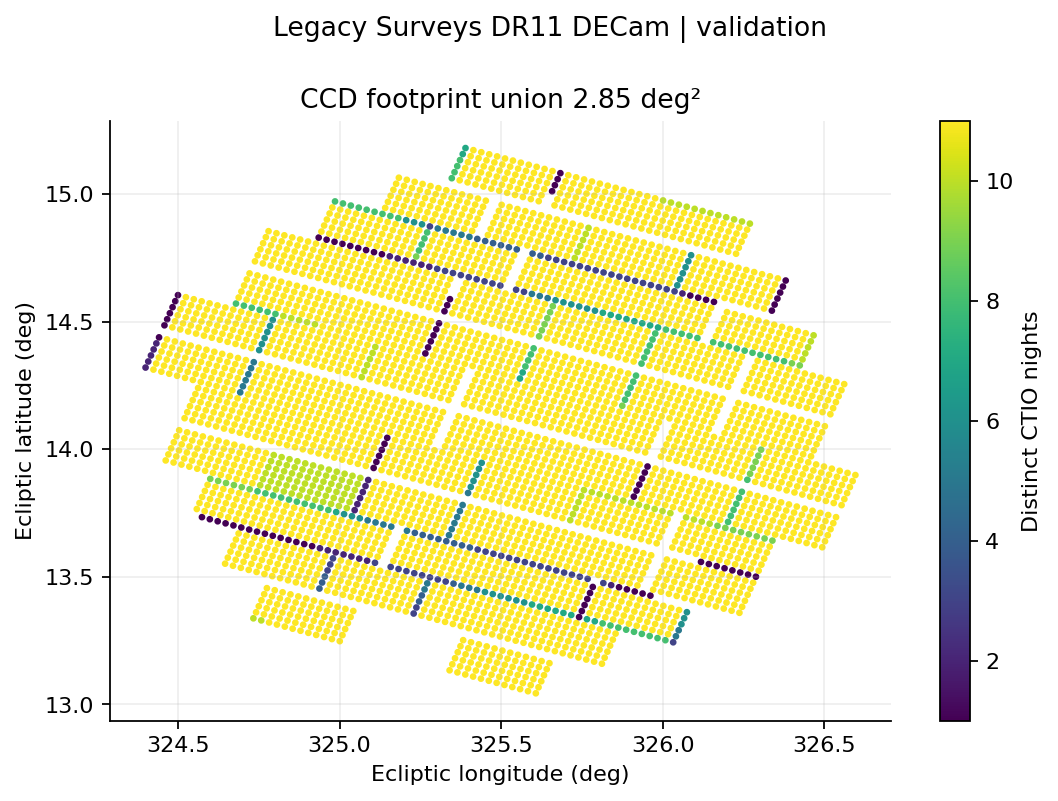 Legacy Surveys DR11 DECam | validation
CCD footprint union 2.85 deg²
Ecliptic latitude (deg)
15.0
14.5
14.0
13.5
13.0
324.5 325.0 325.5 326.0 326.5
Ecliptic longitude (deg)
10
8
6
4
2
Distinct CTIO nights